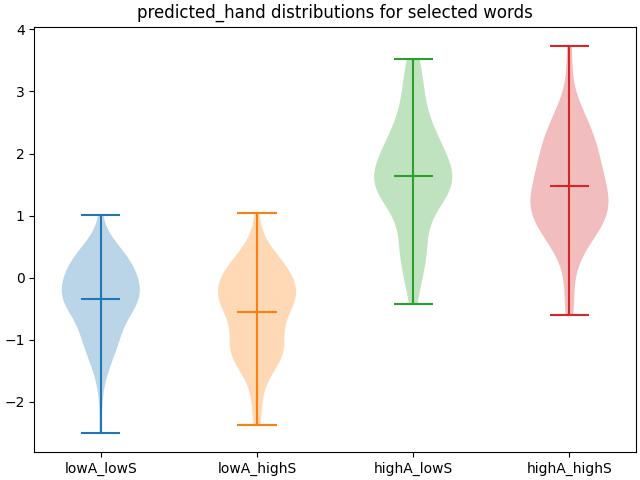 predicted_hand distributions for selected words
4
3
2
1
0
−1
−2
lowA_lowS
lowA_highS
highA_lowS
highA_highS